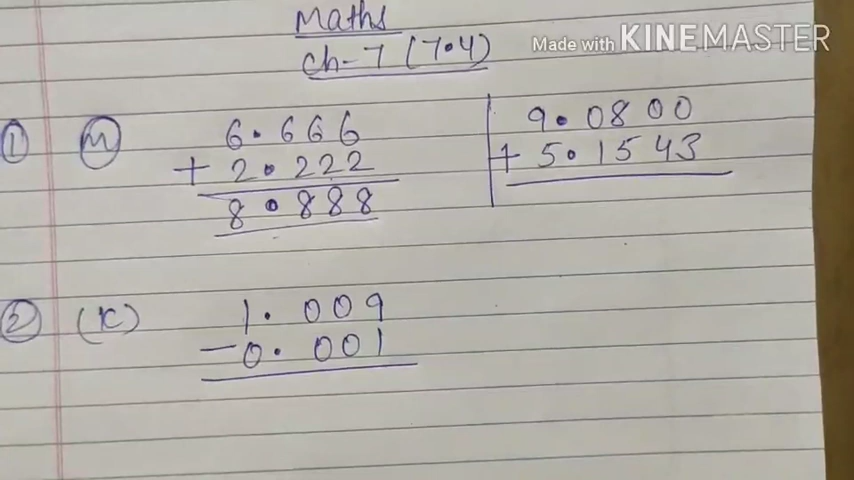 Maths
Ch-7 (7.4)
Made with KINEMASTER
1 M 6.666
+ 2.222
8.888
9.0800
+ 5.1543
2 (K) 1.009
- 0.001